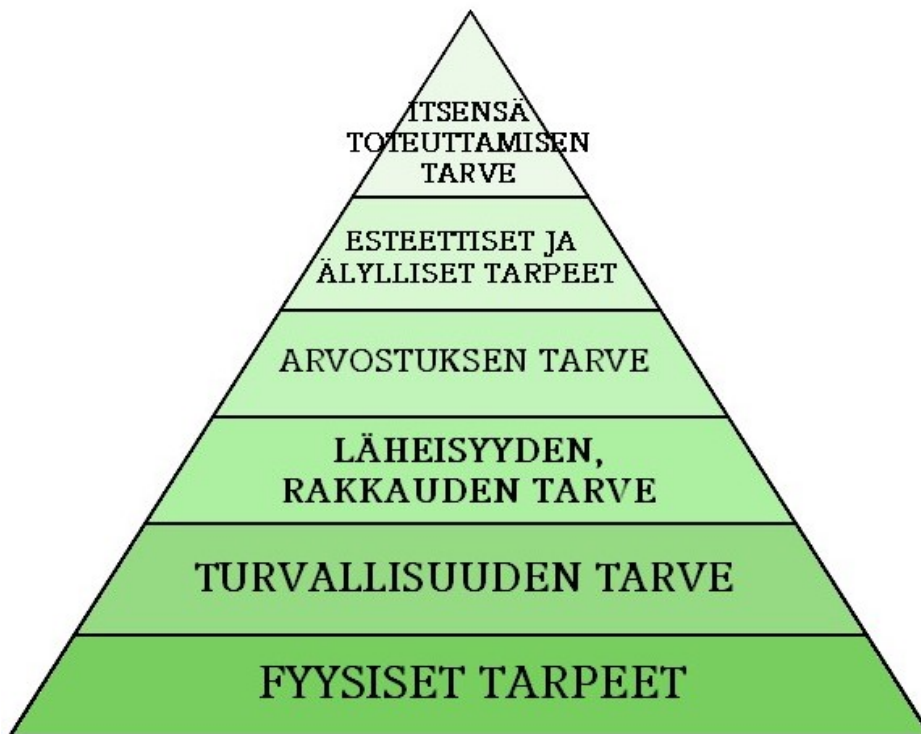 ITSENSÄ
TOTEUTTAMISEN
TARVE
ESTEETTISET JA
ÄLYLLISET TARPEET
ARVOSTUKSEN TARVE
LÄHEISYYDEN,
RAKKAUDEN TARVE
TURVALLISUUDEN TARVE
FYYSISET TARPEET